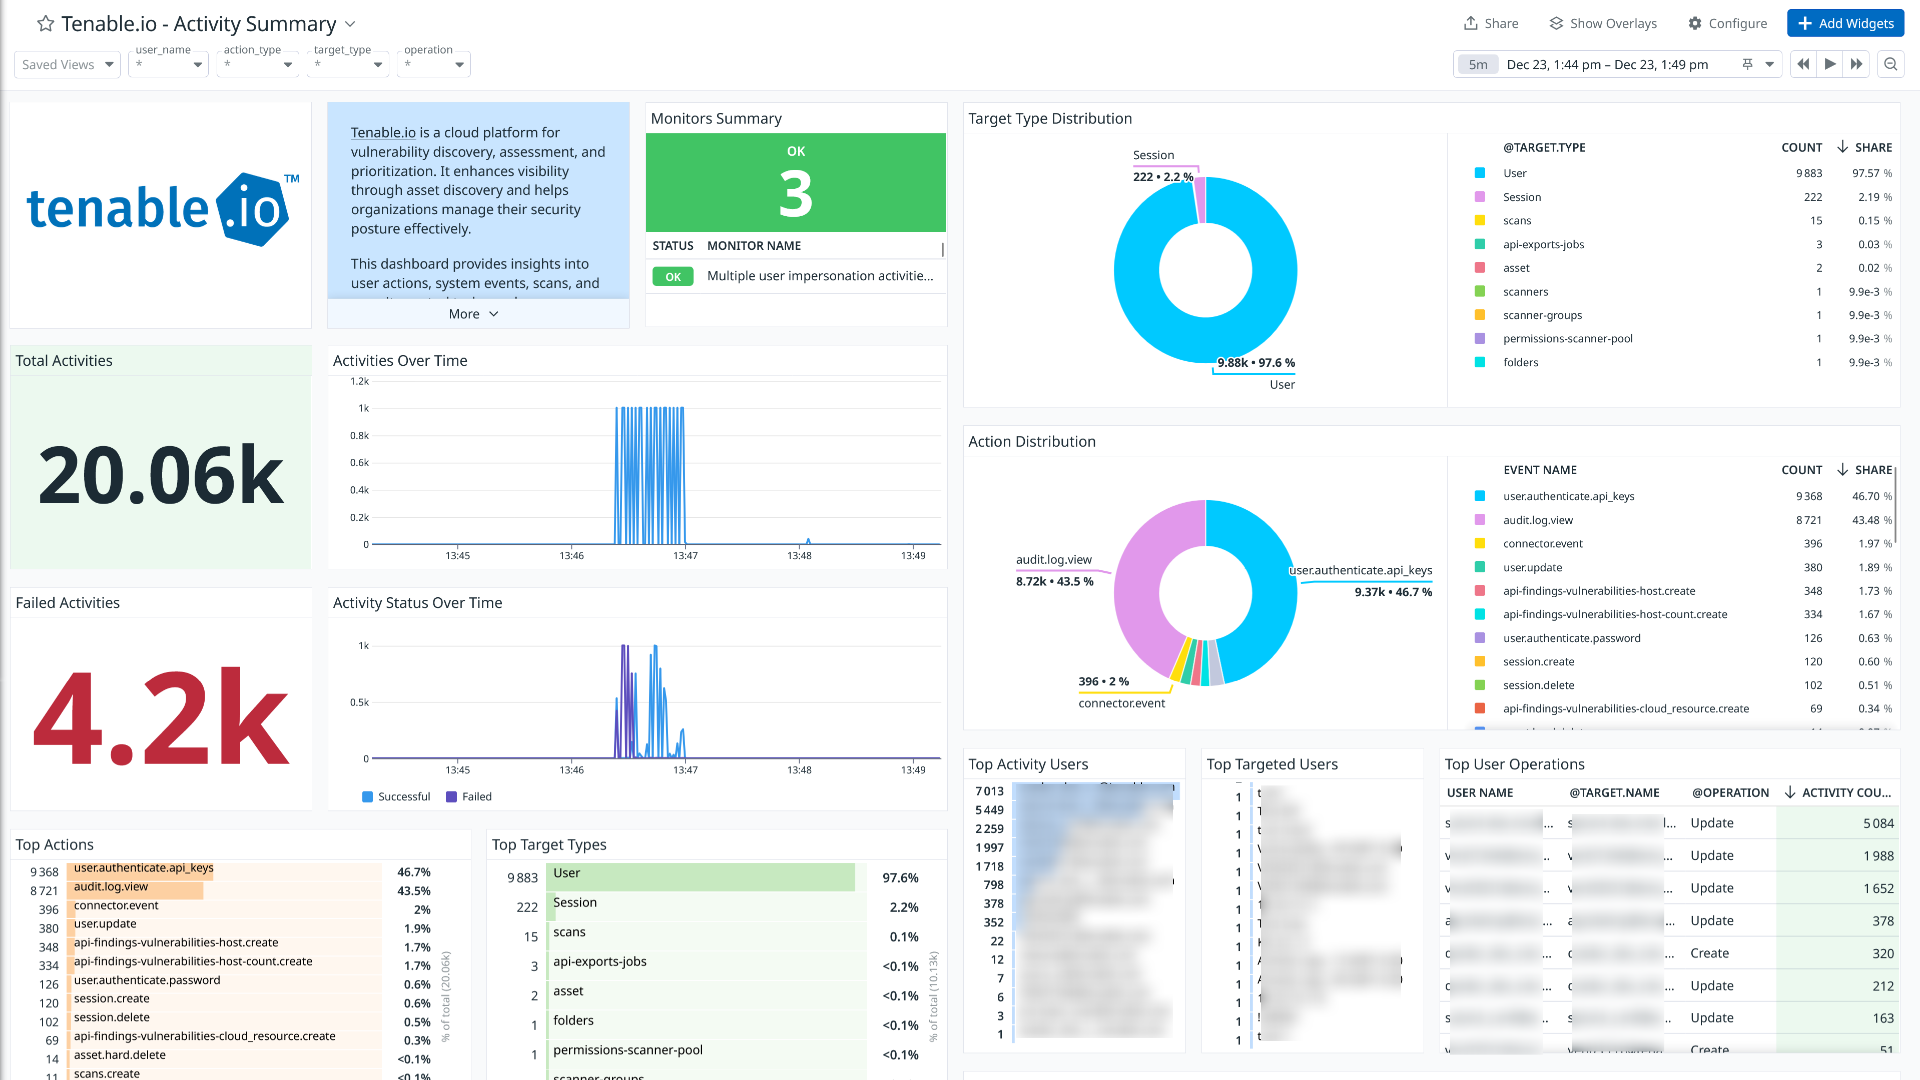 Tenable.io - Activity Summary
Share
Show Overlays
Configure
Add Widgets
Saved Views
user_name
*
action_type
*
target_type
*
operation
*
5m Dec 23, 1:44 pm – Dec 23, 1:49 pm
tenable.io™
Tenable.io is a cloud platform for
vulnerability discovery, assessment, and
prioritization. It enhances visibility
through asset discovery and helps
organizations manage their security
posture effectively.
This dashboard provides insights into
user actions, system events, scans, and
More
Monitors Summary
OK
3
STATUS MONITOR NAME
OK Multiple user impersonation activitie...
Target Type Distribution
Session
222 • 2.2 %
9.88k • 97.6 %
User
@TARGET.TYPE COUNT SHARE
User 9 883 97.57 %
Session 222 2.19 %
scans 15 0.15 %
api-exports-jobs 3 0.03 %
asset 2 0.02 %
scanners 1 9.9e-3 %
scanner-groups 1 9.9e-3 %
permissions-scanner-pool 1 9.9e-3 %
folders 1 9.9e-3 %
Total Activities
20.06k
Activities Over Time
1.2k
1k
0.8k
0.6k
0.4k
0.2k
0
13:45 13:46 13:47 13:48 13:49
Action Distribution
audit.log.view
8.72k • 43.5 %
user.authenticate.api_keys
9.37k • 46.7 %
396 • 2 %
connector.event
EVENT NAME COUNT SHARE
user.authenticate.api_keys 9 368 46.70 %
audit.log.view 8 721 43.48 %
connector.event 396 1.97 %
user.update 380 1.89 %
api-findings-vulnerabilities-host.create 348 1.73 %
api-findings-vulnerabilities-host-count.create 334 1.67 %
user.authenticate.password 126 0.63 %
session.create 120 0.60 %
session.delete 102 0.51 %
api-findings-vulnerabilities-cloud_resource.create 69 0.34 %
Failed Activities
4.2k
Activity Status Over Time
1k
0.5k
0
13:45 13:46 13:47 13:48 13:49
Successful Failed
Top Actions
9 368 user.authenticate.api_keys 46.7%
8 721 audit.log.view 43.5%
396 connector.event 2%
380 user.update 1.9%
348 api-findings-vulnerabilities-host.create 1.7%
334 api-findings-vulnerabilities-host-count.create 1.7%
126 user.authenticate.password 0.6%
120 session.create 0.6%
102 session.delete 0.5%
69 api-findings-vulnerabilities-cloud_resource.create 0.3%
14 asset.hard.delete <0.1%
11 scans.create <0.1%
% of total (20.06k)
Top Target Types
9 883 User 97.6%
222 Session 2.2%
15 scans 0.1%
3 api-exports-jobs <0.1%
2 asset <0.1%
1 folders <0.1%
1 permissions-scanner-pool <0.1%
scanner-groups
% of total (10.13k)
Top Activity Users
7 013
5 449
2 259
1 997
1 718
798
378
352
22
12
7
6
3
1
Top Targeted Users
1
1
1
1
1
1
1
1
1
1
1
1
1
1
Top User Operations
USER NAME @TARGET.NAME @OPERATION ACTIVITY COU...
Update 5 084
Update 1 988
Update 1 652
Update 378
Create 320
Update 212
Update 163
Create 51